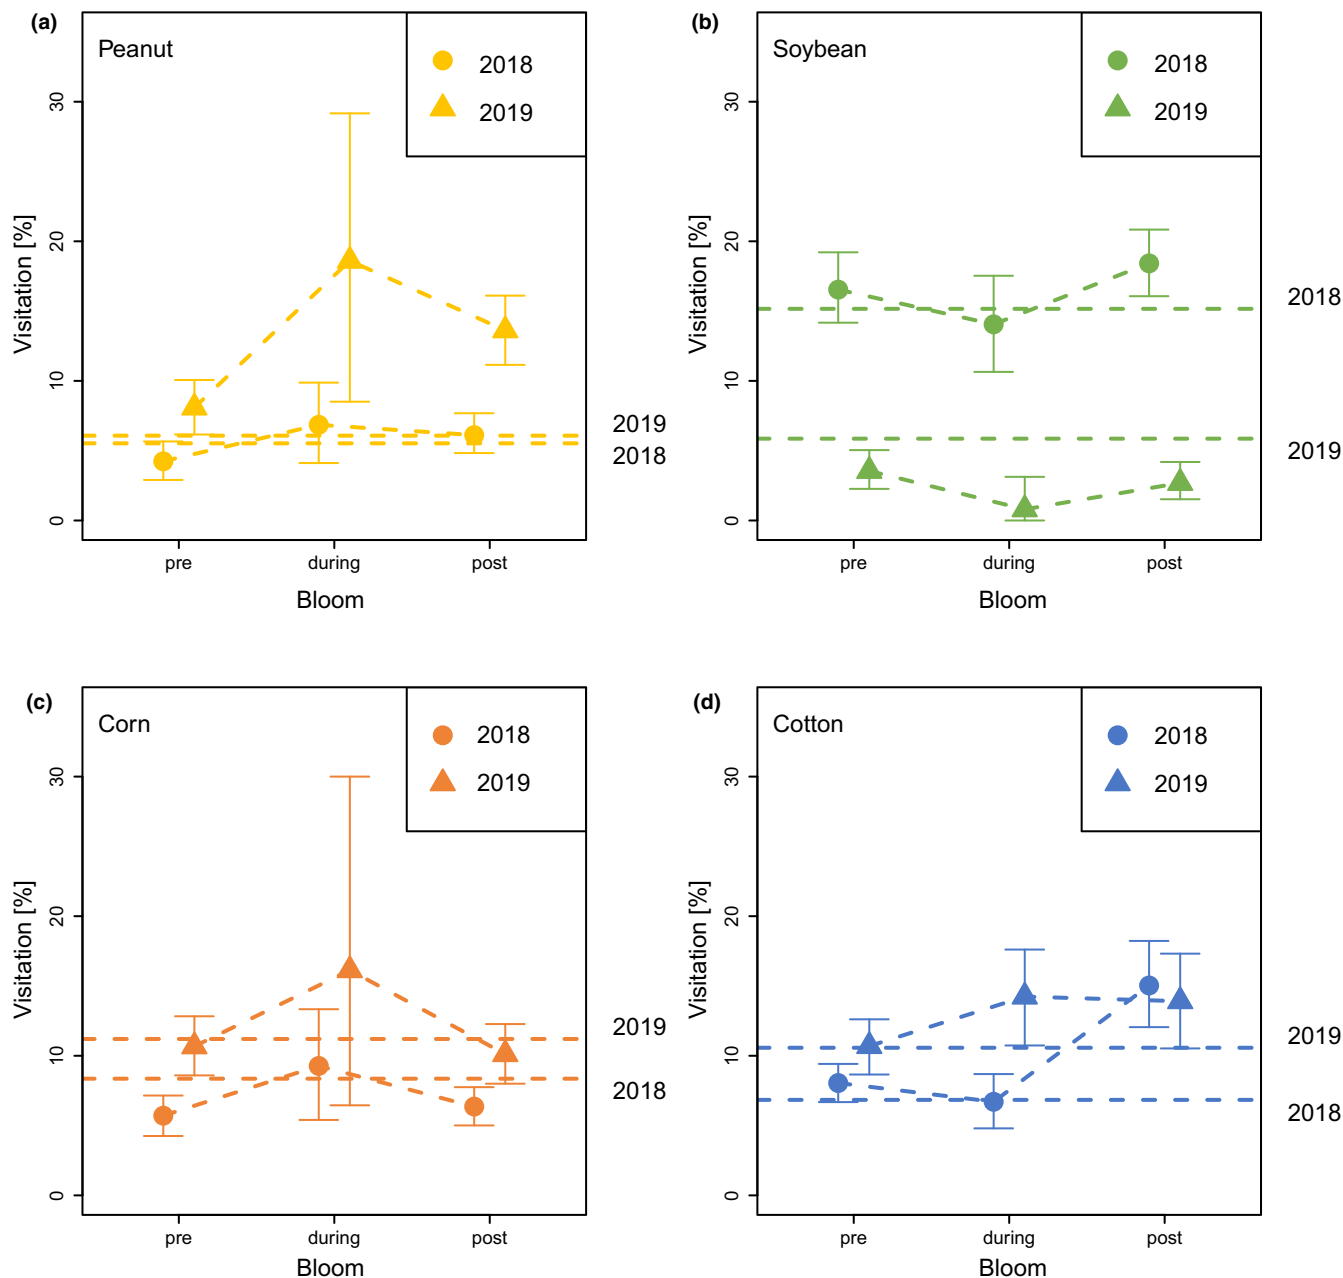 (a)
Peanut
2018
2019
30
20
10
0
Visitation [%]
2019
2018
pre
during
post
Bloom
(b)
Soybean
2018
2019
30
20
10
0
Visitation [%]
2018
2019
pre
during
post
Bloom
(c)
Corn
2018
2019
30
20
10
0
Visitation [%]
2019
2018
pre
during
post
Bloom
(d)
Cotton
2018
2019
30
20
10
0
Visitation [%]
2019
2018
pre
during
post
Bloom